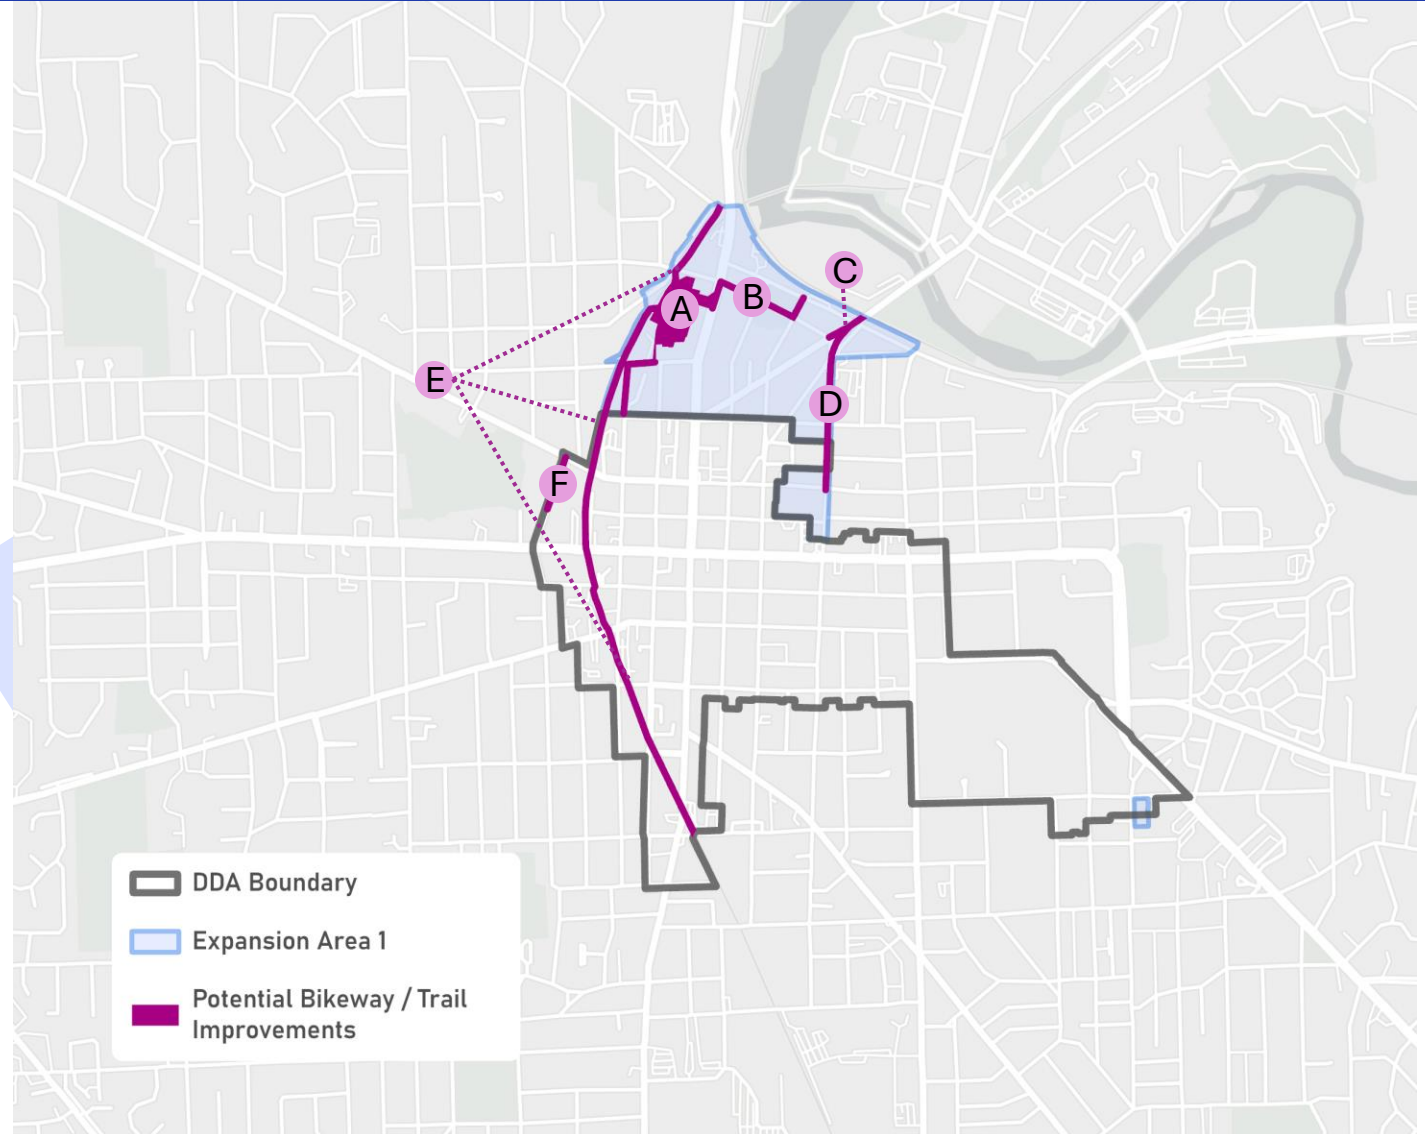 C
B
A
E
D
F
DDA Boundary
Expansion Area 1
Potential Bikeway / Trail
Improvements